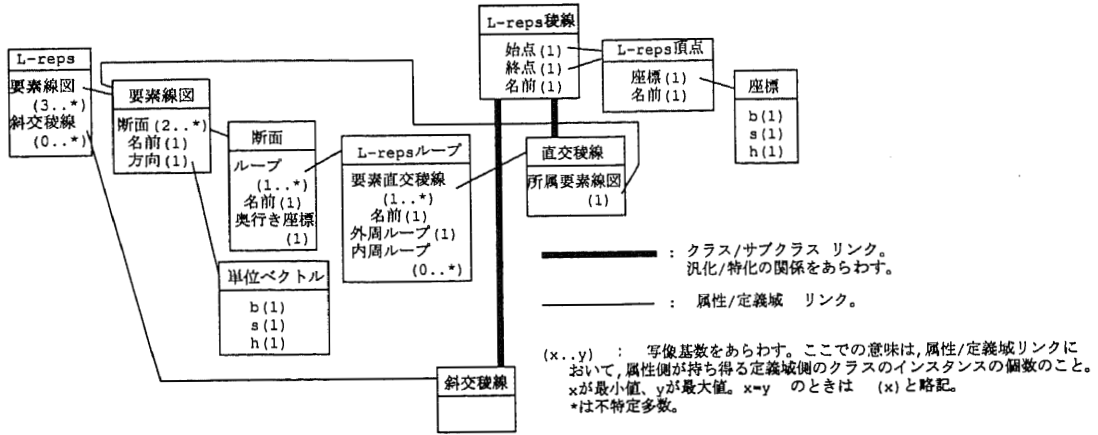 L-reps
要素線図
(3..*)
斜交稜線
(0..*)
要素線図
断面(2..*)
名前(1)
方向(1)
断面
ループ
(1..*)
名前(1)
奥行き座標
(1)
単位ベクトル
b(1)
s(1)
h(1)
L-repsループ
要素直交稜線
(1..*)
名前(1)
外周ループ(1)
内周ループ
(0..*)
L-reps稜線
始点(1)
終点(1)
名前(1)
L-reps頂点
座標(1)
名前(1)
座標
b(1)
s(1)
h(1)
直交稜線
所属要素線図
(1)
斜交稜線
: クラス/サブクラス リンク。
汎化/特化の関係をあらわす。
: 属性/定義域 リンク。
(x..y) : 写像基数をあらわす。ここでの意味は,属性/定義域リンクに
おいて,属性側が持ち得る定義域側のクラスのインスタンスの個数のこと。
xが最小値、yが最大値。x=y のときは (x)と略記。
*は不特定多数。